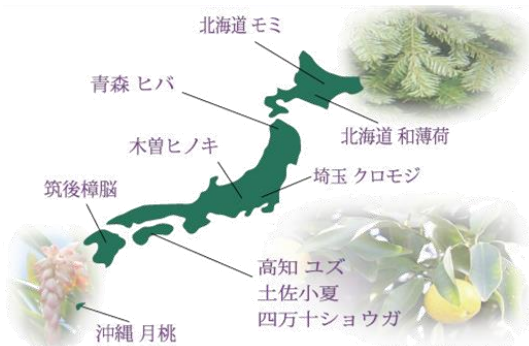 北海道 モミ
青森 ヒバ
北海道 和薄荷
木曽ヒノキ
埼玉 クロモジ
筑後樟脳
高知 ユズ
土佐小夏
四万十ショウガ
沖縄 月桃